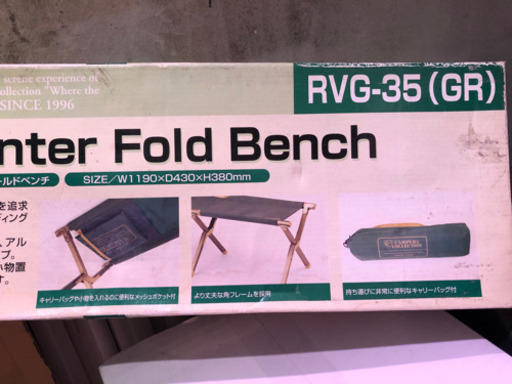 scene experience of
ollection "Where the
SINCE 1996
RVG-35(GR)
nter Fold Bench
ールドベンチ
SIZE/W1190×D430×H380mm
を追求
ディング
、アル
プ。
小物置
す。
CAMPERS
COLLECTION
キャリーバッグや小物を入れるのに便利なメッシュポケット付
より丈夫な角フレームを採用
持ち運びに非常に便利なキャリーバッグ付